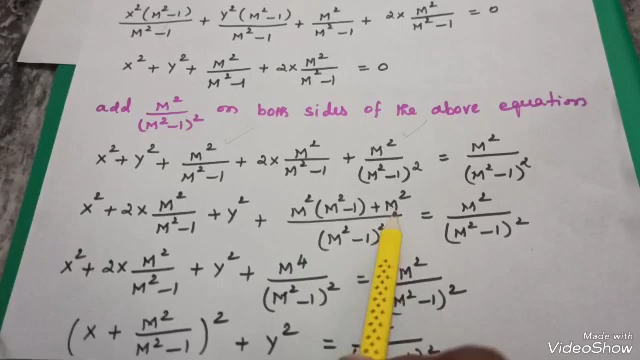 x²(M²-1)/M²-1 + y²(M²-1)/M²-1 + M²/M²-1 + 2x M²/M²-1 = 0
x² + y² + M²/M²-1 + 2x M²/M²-1 = 0
add M²/(M²-1)² on both sides of the above equations
x² + y² + M²/M²-1 + 2x M²/M²-1 + M²/(M²-1)² = M²/(M²-1)²
x² + 2x M²/M²-1 + y² + M²(M²-1)+M²/(M²-1)² = M²/(M²-1)²
x² + 2x M²/M²-1 + y² + M⁴/(M²-1)² = M²/(M²-1)²
(x + M²/M²-1)² + y² =
Made with
VideoShow